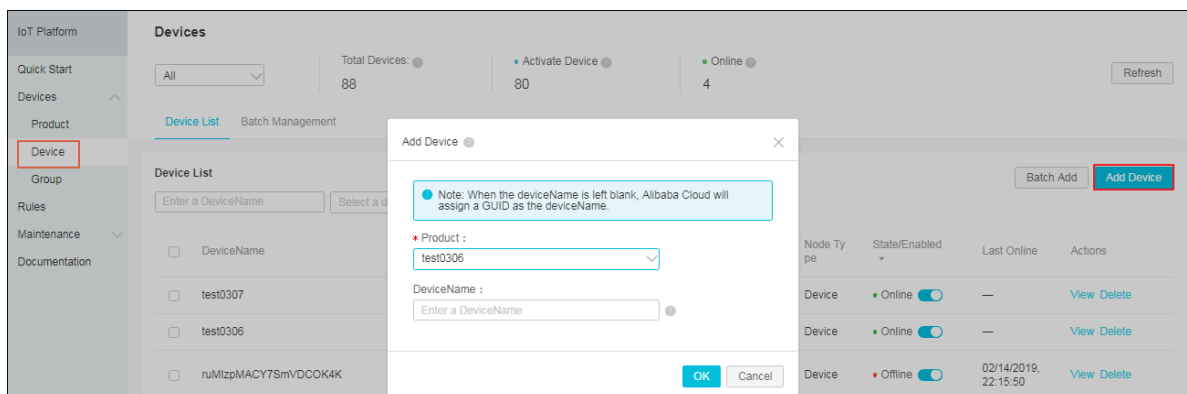 IoT Platform
Devices
Quick Start
Devices
Product
Device
Group
Rules
Maintenance
Documentation
All
Total Devices:
88
Activate Device
80
Online
4
Refresh
Device List
Batch Management
Device List
Batch Add
Add Device
Enter a DeviceName
Select a d
DeviceName
Node Ty
pe
State/Enabled
Last Online
Actions
test0307
Device
Online
—
View Delete
test0306
Device
Online
—
View Delete
ruMIzpMACY7SmVDCOK4K
Device
Offline
02/14/2019,
22:15:50
View Delete
Add Device
Note: When the deviceName is left blank, Alibaba Cloud will
assign a GUID as the deviceName.
* Product :
test0306
DeviceName :
Enter a DeviceName
OK
Cancel